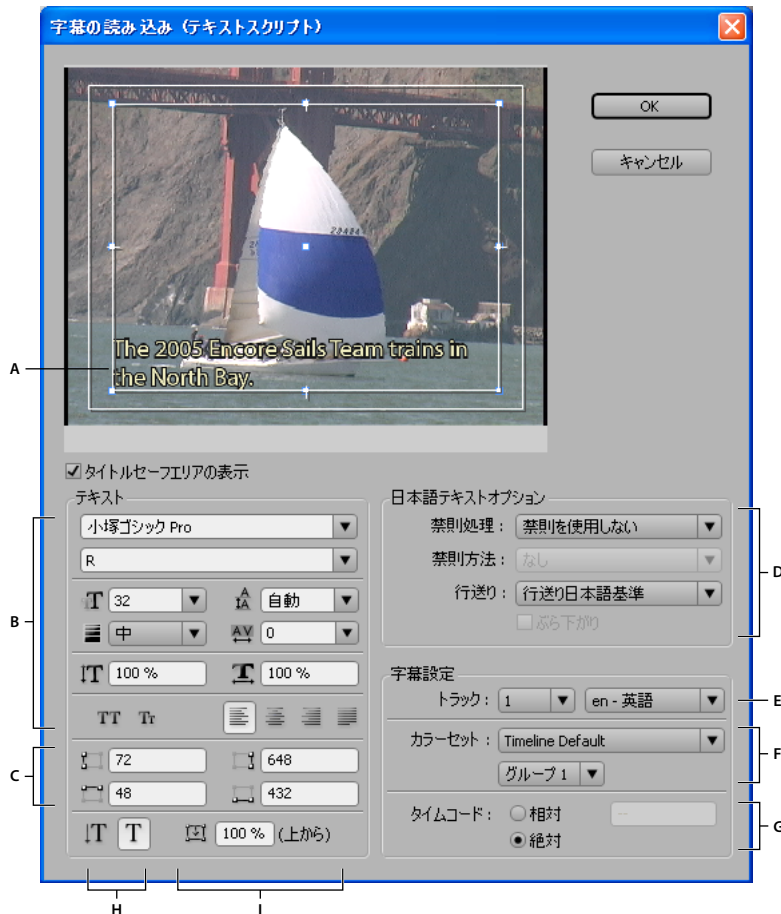 字幕の読み込み（テキストスクリプト）
OK
キャンセル
28484
The 2005 Encore Sails Team trains in
the North Bay.
A
タイトルセーフエリアの表示
テキスト
小塚ゴシック Pro
R
32
自動
中
0
100 %
100 %
TT Tr
B
72
648
48
432
C
T T
100 % (上から)
H
I
日本語テキストオプション
禁則処理： 禁則を使用しない
禁則方法： なし
行送り： 行送り日本語基準
ぶら下がり
D
字幕設定
トラック： 1 en - 英語
E
カラーセット： Timeline Default
グループ 1
F
タイムコード： 相対 --
絶対
G